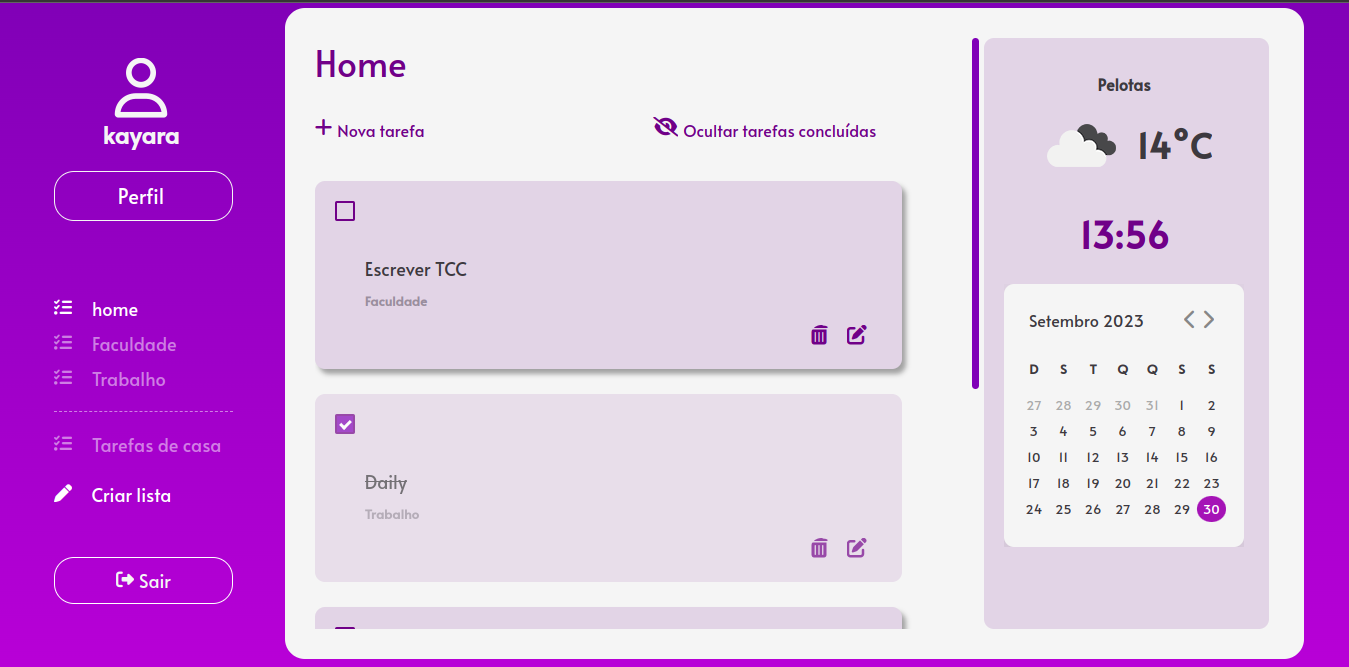 kayara
Perfil
home
Faculdade
Trabalho
Tarefas de casa
Criar lista
Sair
Home
Nova tarefa
Ocultar tarefas concluídas
Escrever TCC
Faculdade
Daily
Trabalho
Pelotas
14°C
13:56
Setembro 2023
D S T Q Q S S
27 28 29 30 31 1 2
3 4 5 6 7 8 9
10 11 12 13 14 15 16
17 18 19 20 21 22 23
24 25 26 27 28 29 30